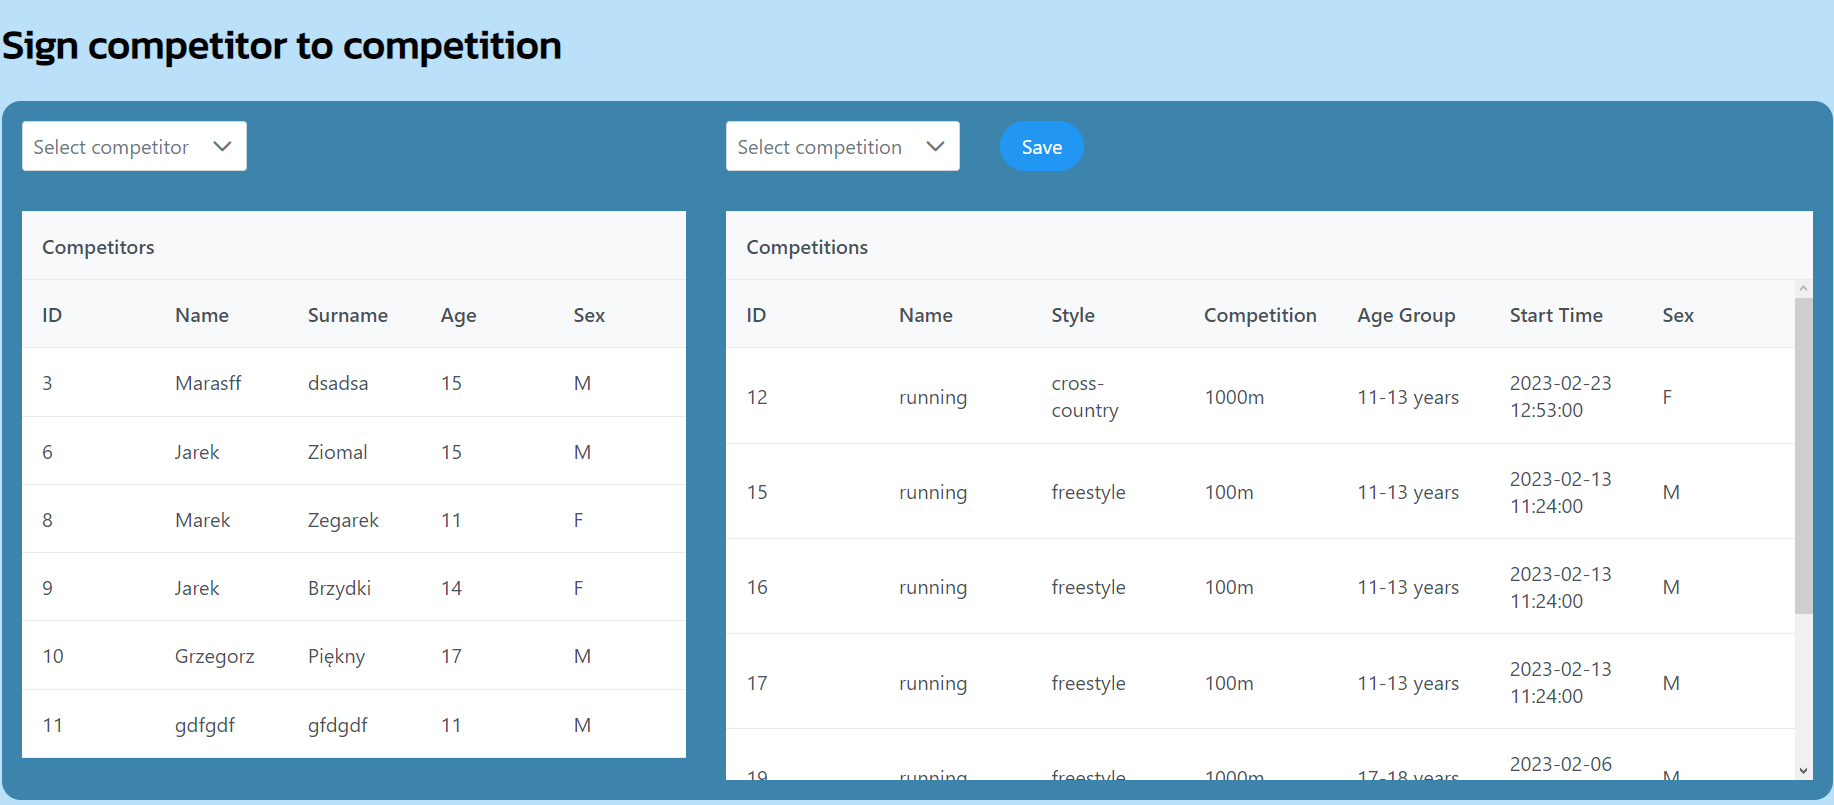 Sign competitor to competition
Select competitor
Select competition
Save
Competitors
ID Name Surname Age Sex
3 Marasff dsadsa 15 M
6 Jarek Ziomal 15 M
8 Marek Zegarek 11 F
9 Jarek Brzydki 14 F
10 Grzegorz Piękny 17 M
11 gdfgdf gfdgdf 11 M
Competitions
ID Name Style Competition Age Group Start Time Sex
12 running cross-country 1000m 11-13 years 2023-02-23 12:53:00 F
15 running freestyle 100m 11-13 years 2023-02-13 11:24:00 M
16 running freestyle 100m 11-13 years 2023-02-13 11:24:00 M
17 running freestyle 100m 11-13 years 2023-02-13 11:24:00 M
19 running freestyle 1000m 17-18 years 2023-02-06 M